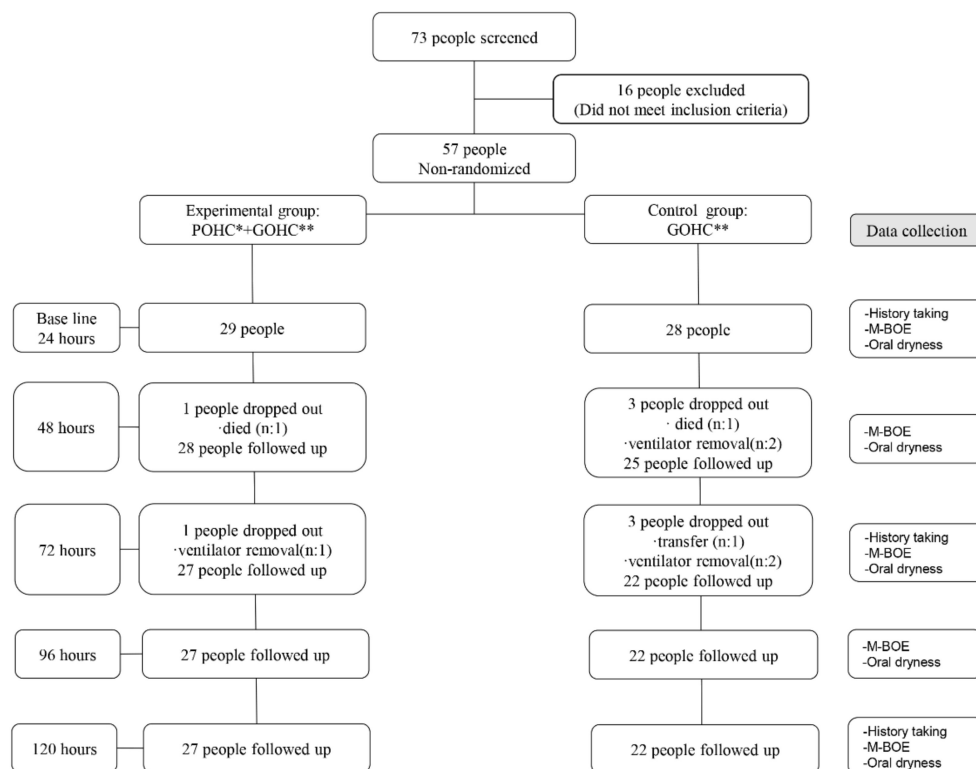 73 people screened
16 people excluded
(Did not meet inclusion criteria)
57 people
Non-randomized
Experimental group:
POHC*+GOHC**
Control group:
GOHC**
Data collection
Base line
24 hours
29 people
28 people
-History taking
-M-BOE
-Oral dryness
48 hours
1 people dropped out
·died (n:1)
28 people followed up
3 people dropped out
· died (n:1)
·ventilator removal(n:2)
25 people followed up
-M-BOE
-Oral dryness
72 hours
1 people dropped out
·ventilator removal(n:1)
27 people followed up
3 people dropped out
·transfer (n:1)
·ventilator removal(n:2)
22 people followed up
-History taking
-M-BOE
-Oral dryness
96 hours
27 people followed up
22 people followed up
-M-BOE
-Oral dryness
120 hours
27 people followed up
22 people followed up
-History taking
-M-BOE
-Oral dryness